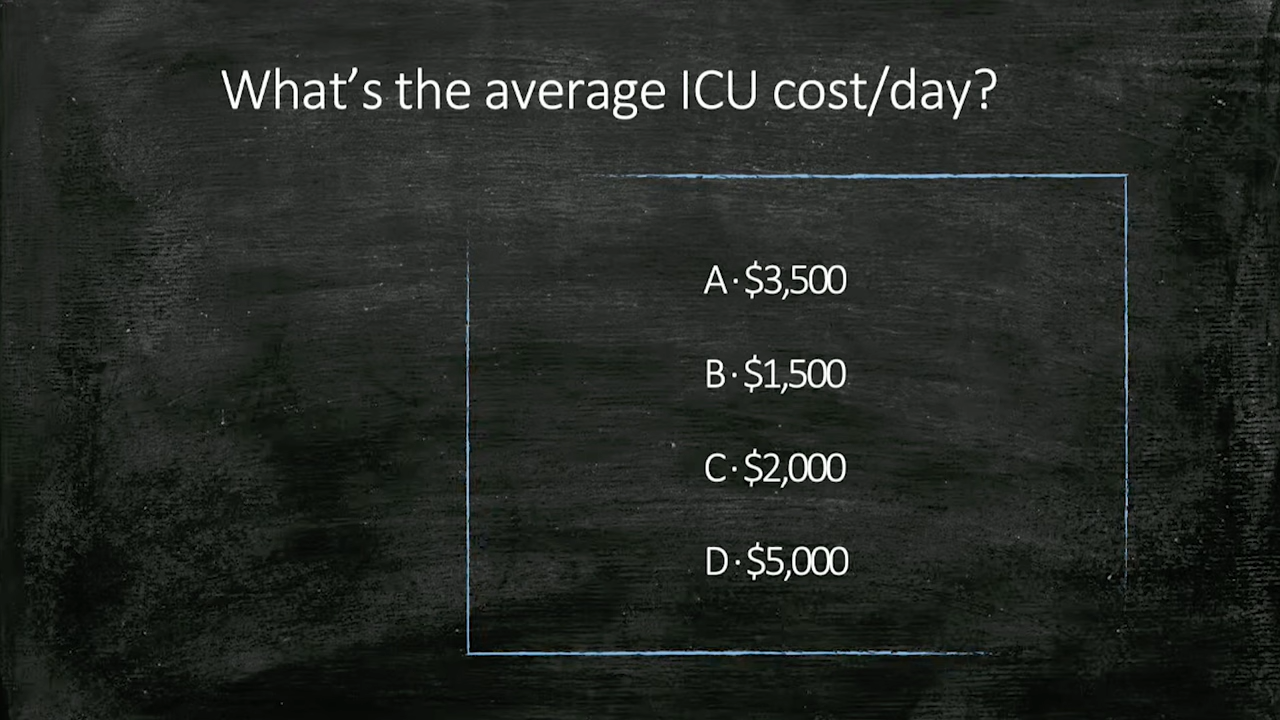 What’s the average ICU cost/day?
A · $3,500
B · $1,500
C · $2,000
D · $5,000